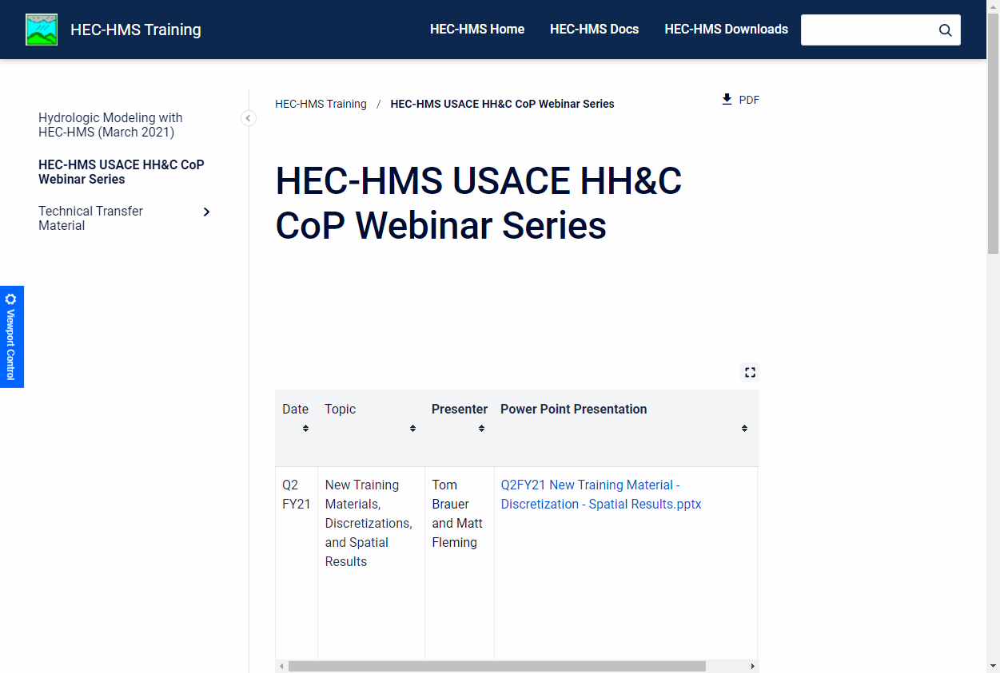 HEC-HMS Training
HEC-HMS Home
HEC-HMS Docs
HEC-HMS Downloads
Hydrologic Modeling with
HEC-HMS (March 2021)
HEC-HMS USACE HH&C CoP
Webinar Series
Technical Transfer
Material
Viewport Control
HEC-HMS Training / HEC-HMS USACE HH&C CoP Webinar Series
PDF
HEC-HMS USACE HH&C
CoP Webinar Series
Date
Topic
Presenter
Power Point Presentation
Q2
FY21
New Training
Materials,
Discretizations,
and Spatial
Results
Tom
Brauer
and Matt
Fleming
Q2FY21 New Training Material -
Discretization - Spatial Results.pptx